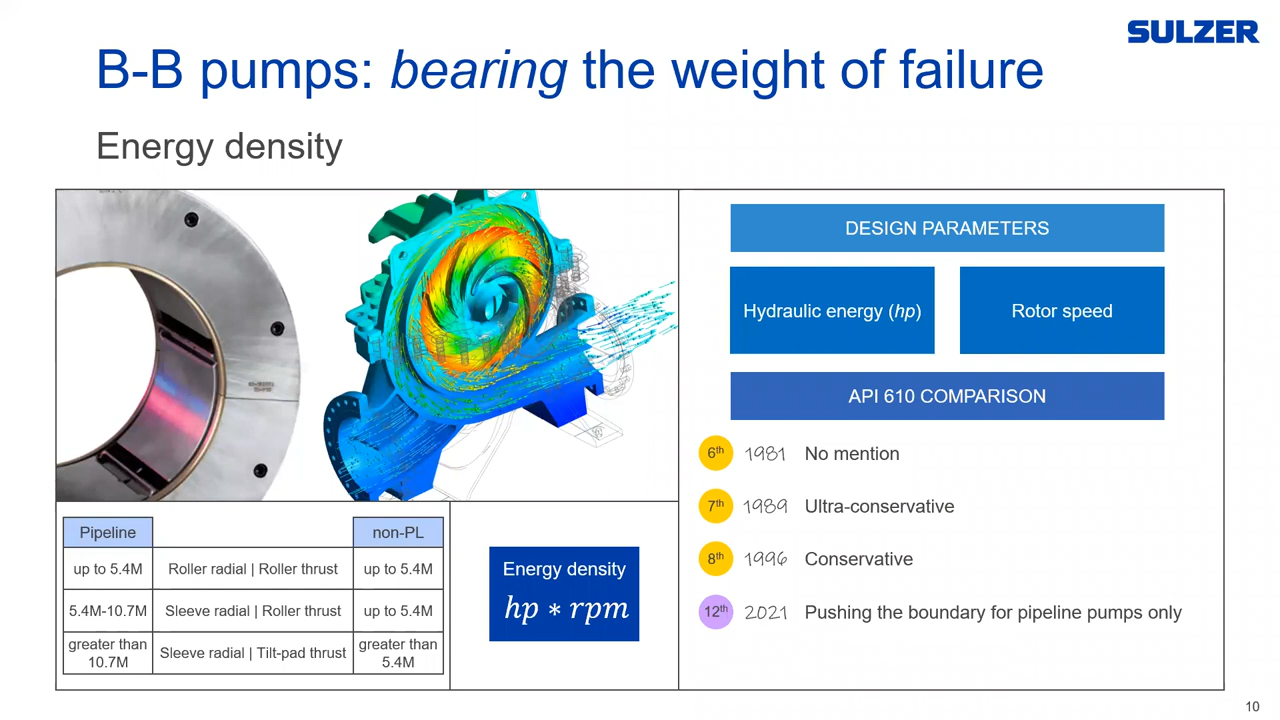 SULZER
B-B pumps: bearing the weight of failure
Energy density
DESIGN PARAMETERS
Hydraulic energy (hp)
Rotor speed
API 610 COMPARISON
6th 1981 No mention
7th 1989 Ultra-conservative
8th 1996 Conservative
12th 2021 Pushing the boundary for pipeline pumps only
Pipeline non-PL
up to 5.4M Roller radial | Roller thrust up to 5.4M
5.4M-10.7M Sleeve radial | Roller thrust up to 5.4M
greater than 10.7M Sleeve radial | Tilt-pad thrust greater than 5.4M
Energy density
hp ∗ rpm
10